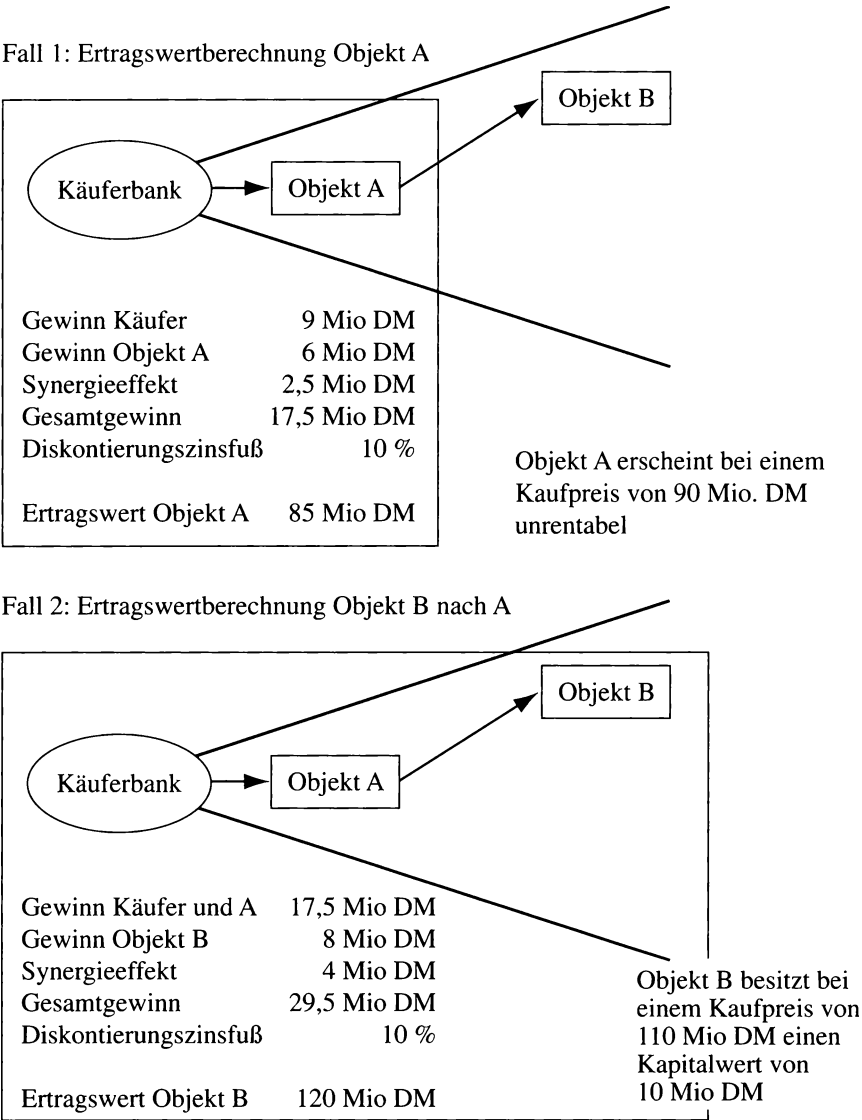 Fall 1: Ertragswertberechnung Objekt A
Objekt B
Käuferbank
Objekt A
Gewinn Käufer 9 Mio DM
Gewinn Objekt A 6 Mio DM
Synergieeffekt 2,5 Mio DM
Gesamtgewinn 17,5 Mio DM
Diskontierungszinsfuß 10 %
Ertragswert Objekt A 85 Mio DM
Objekt A erscheint bei einem
Kaufpreis von 90 Mio. DM
unrentabel
Fall 2: Ertragswertberechnung Objekt B nach A
Objekt B
Käuferbank
Objekt A
Gewinn Käufer und A 17,5 Mio DM
Gewinn Objekt B 8 Mio DM
Synergieeffekt 4 Mio DM
Gesamtgewinn 29,5 Mio DM
Diskontierungszinsfuß 10 %
Ertragswert Objekt B 120 Mio DM
Objekt B besitzt bei
einem Kaufpreis von
110 Mio DM einen
Kapitalwert von
10 Mio DM